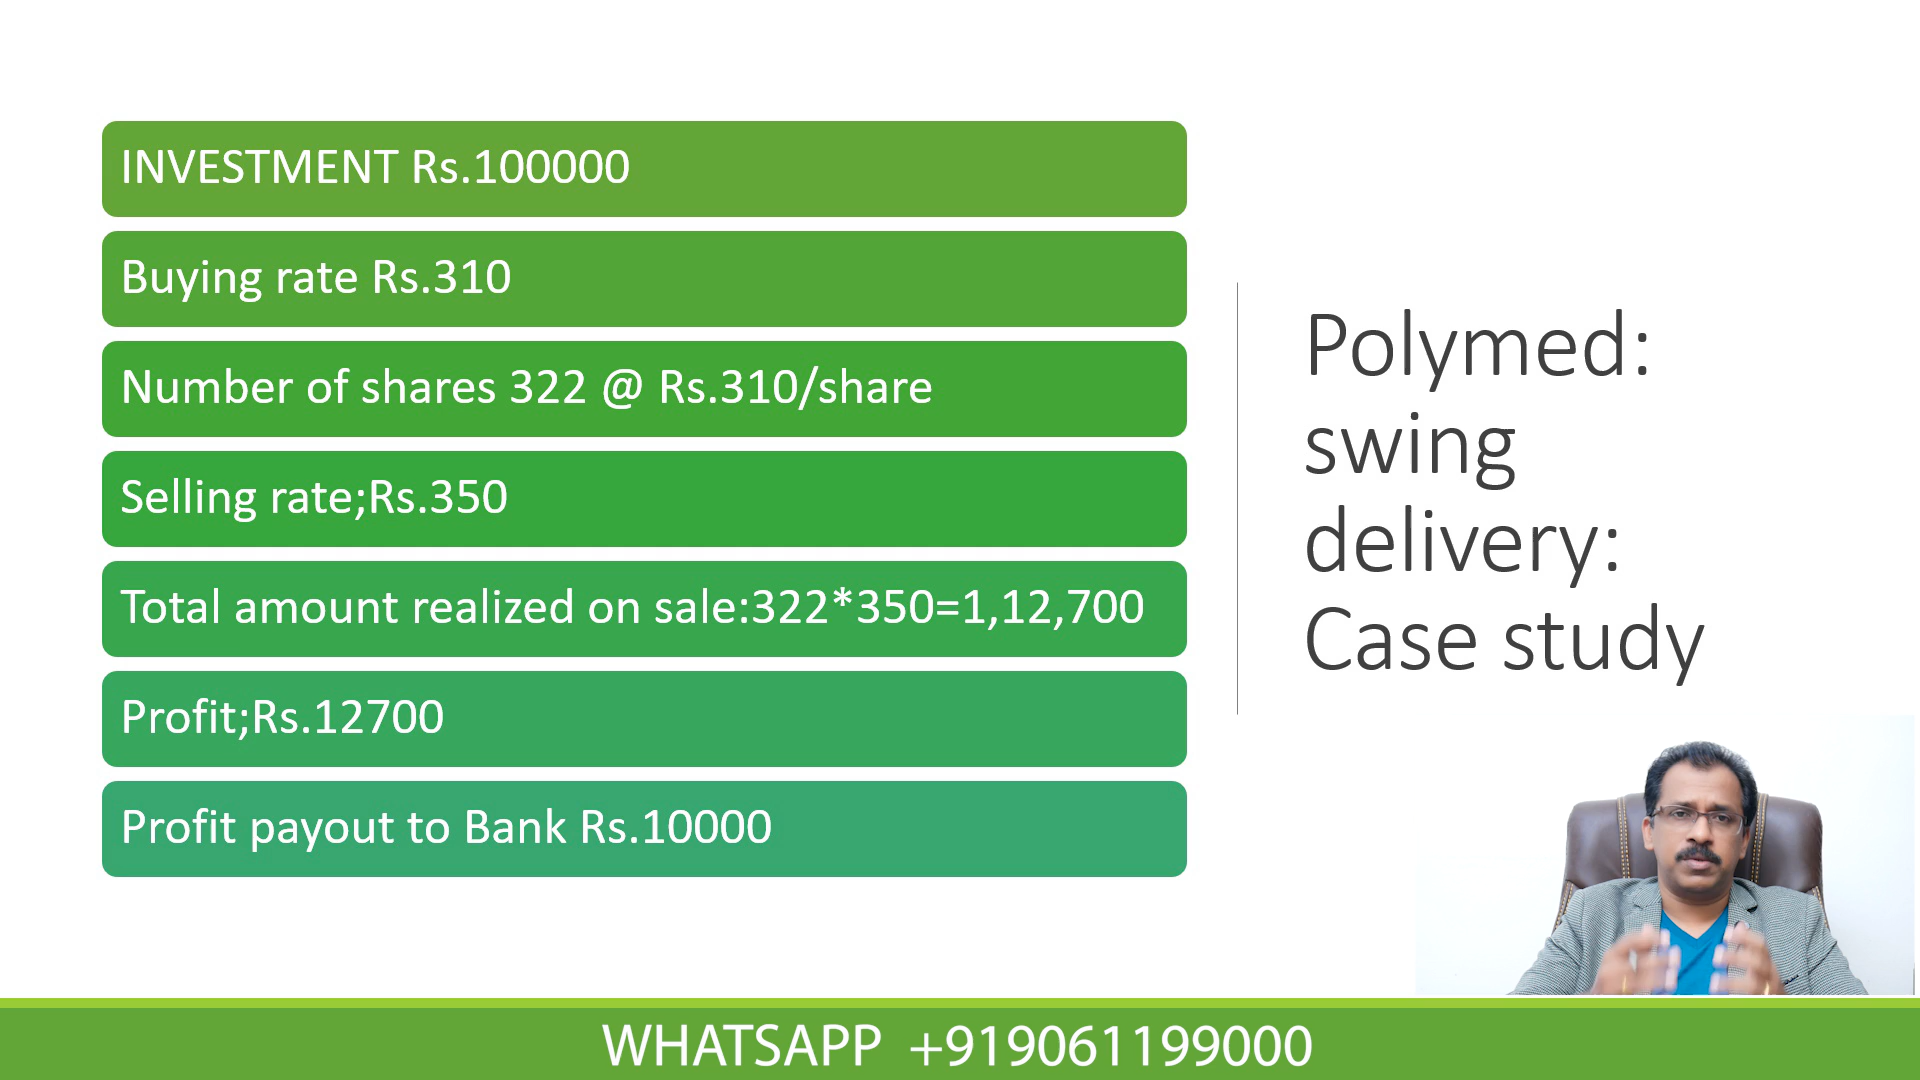 INVESTMENT Rs.100000
Buying rate Rs.310
Number of shares 322 @ Rs.310/share
Selling rate;Rs.350
Total amount realized on sale:322*350=1,12,700
Profit;Rs.12700
Profit payout to Bank Rs.10000
Polymed:
swing
delivery:
Case study
WHATSAPP +919061199000